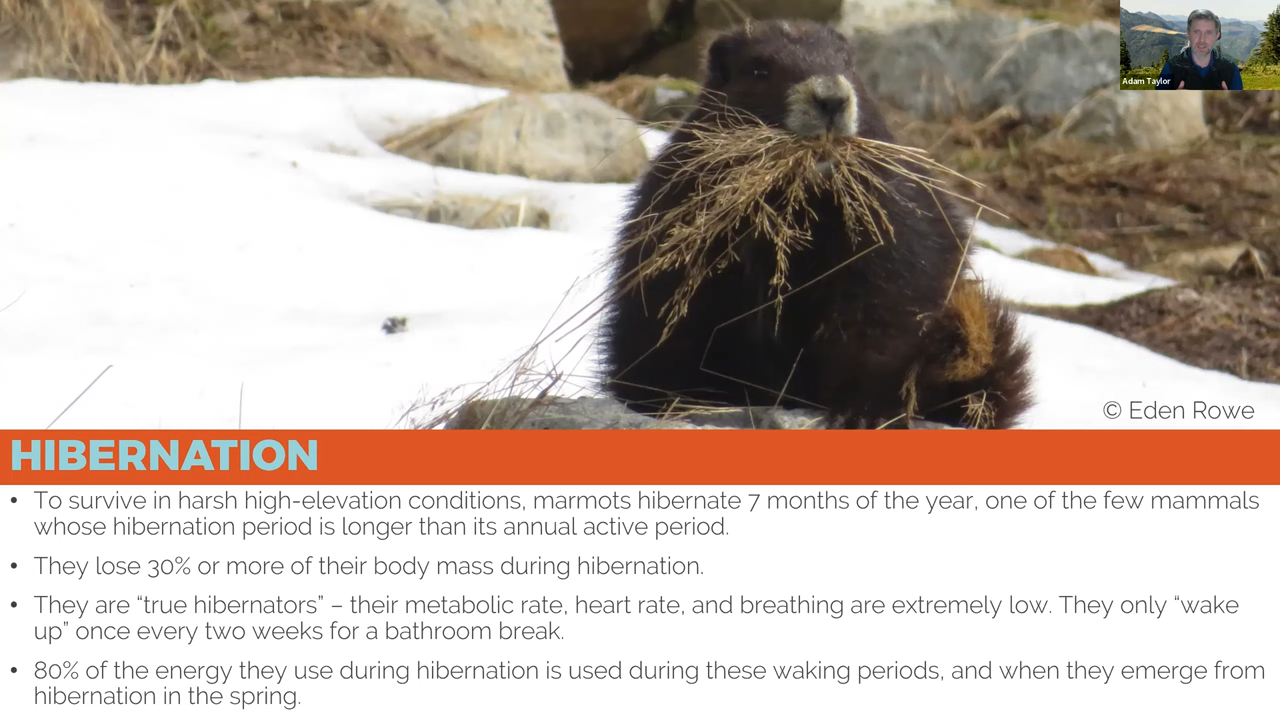 Adam Taylor
© Eden Rowe
HIBERNATION
• To survive in harsh high-elevation conditions, marmots hibernate 7 months of the year, one of the few mammals
whose hibernation period is longer than its annual active period.
• They lose 30% or more of their body mass during hibernation.
• They are “true hibernators” – their metabolic rate, heart rate, and breathing are extremely low. They only “wake
up” once every two weeks for a bathroom break.
• 80% of the energy they use during hibernation is used during these waking periods, and when they emerge from
hibernation in the spring.